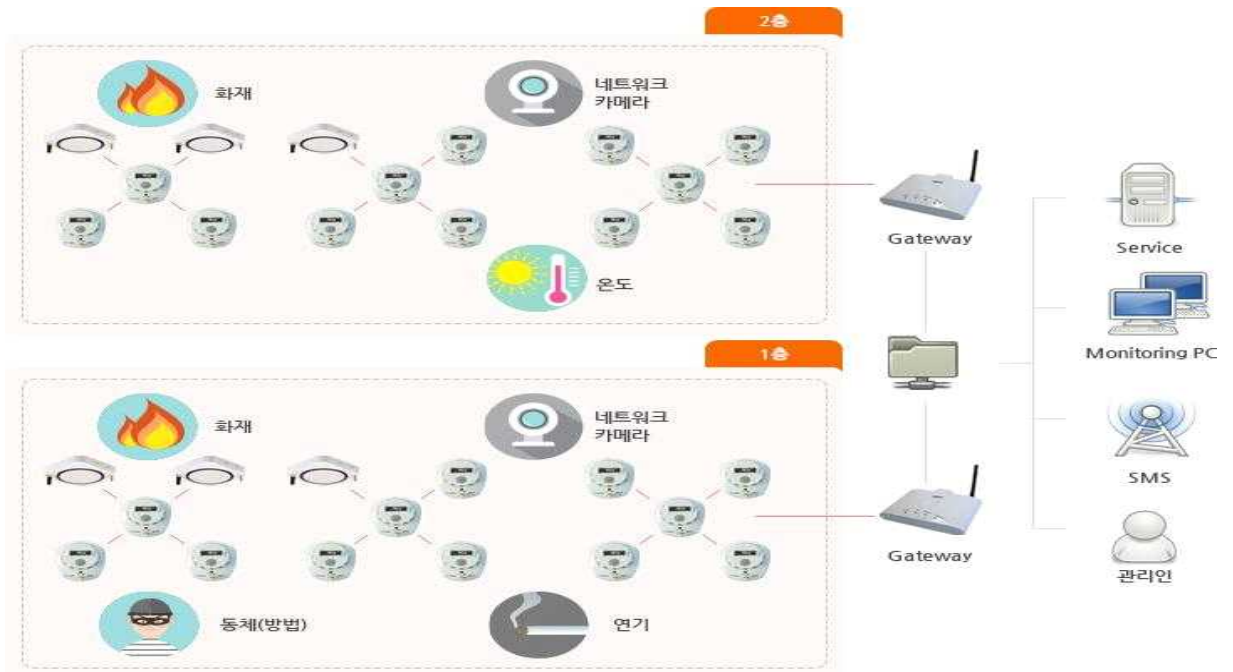 2층
화재
네트워크
카메라
Gateway
Service
온도
Monitoring PC
1층
화재
네트워크
카메라
SMS
Gateway
관리인
동체(방범)
연기